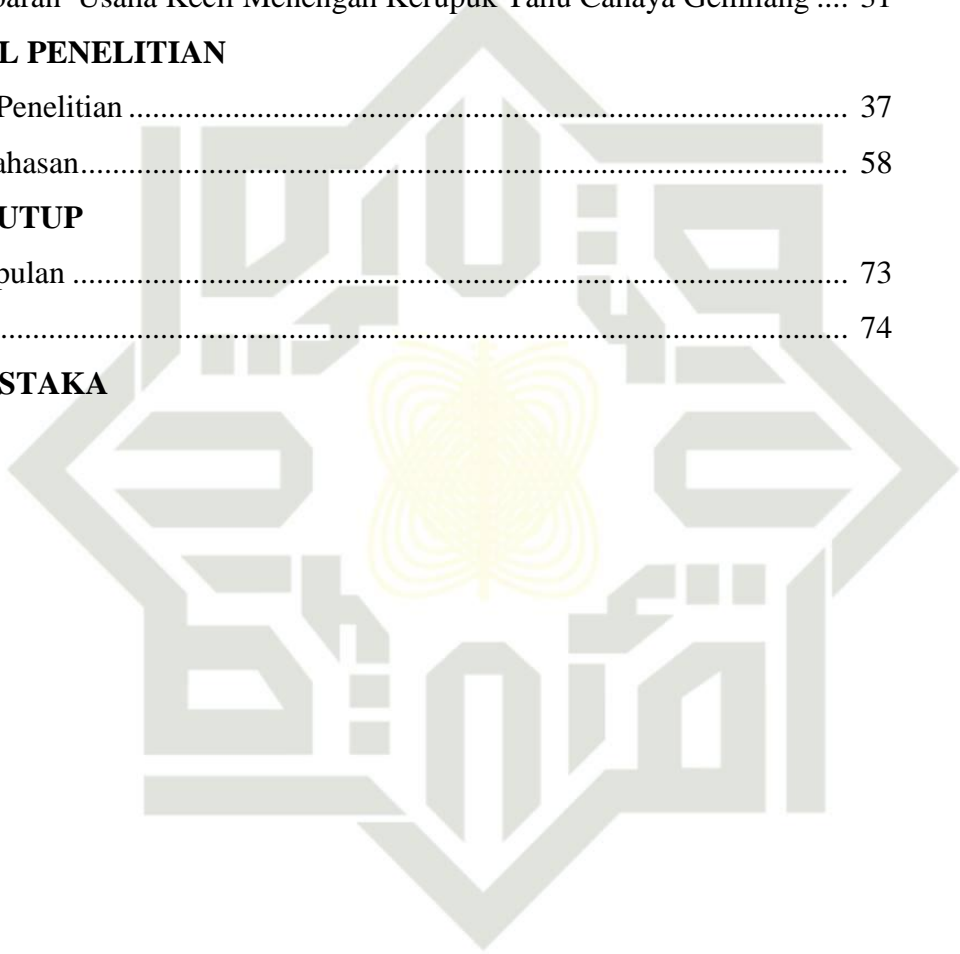 Usaha Kecil Menengah Kerupuk Tahu Cahaya Gemilang .... 31
L PENELITIAN
Penelitian ........................................................................................ 37
ahasan.............................................................................................. 58
UTUP
pulan ............................................................................................... 73
........................................................................................................ 74
STAKA